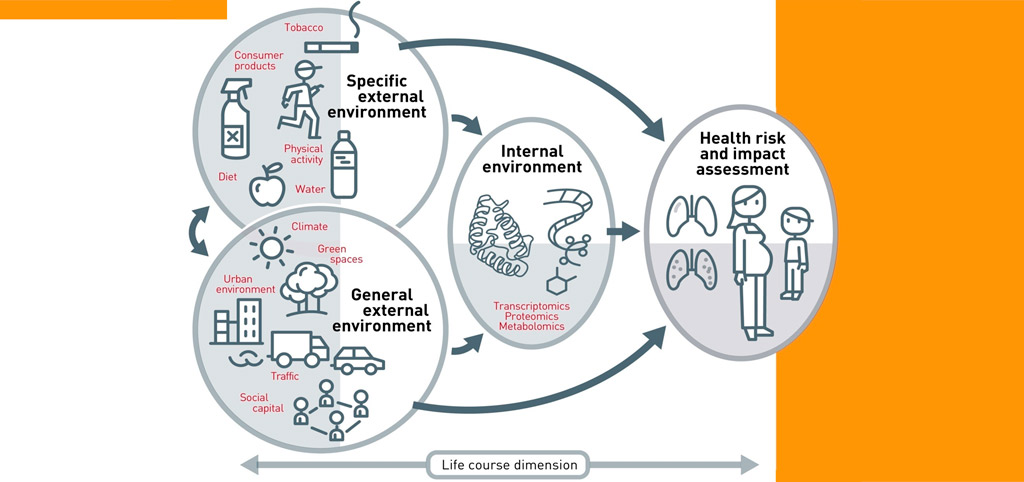 Tobacco
Consumer
products
Specific
external
environment
Physical
activity
Diet
Water
Climate
Green
spaces
Urban
environment
General
external
environment
Traffic
Social
capital
Internal
environment
Transcriptomics
Proteomics
Metabolomics
Health risk
and impact
assessment
Life course dimension